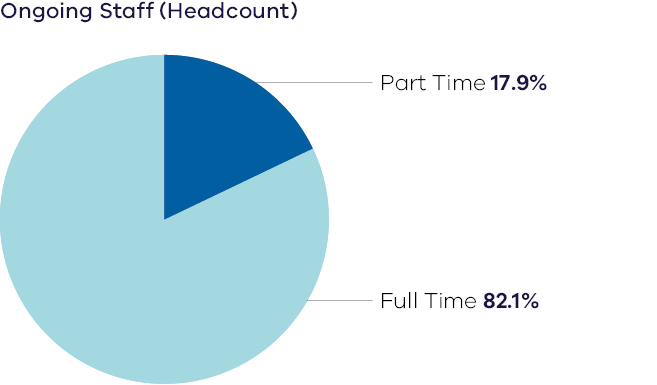 Ongoing Staff (Headcount)
Part Time 17.9%
Full Time 82.1%